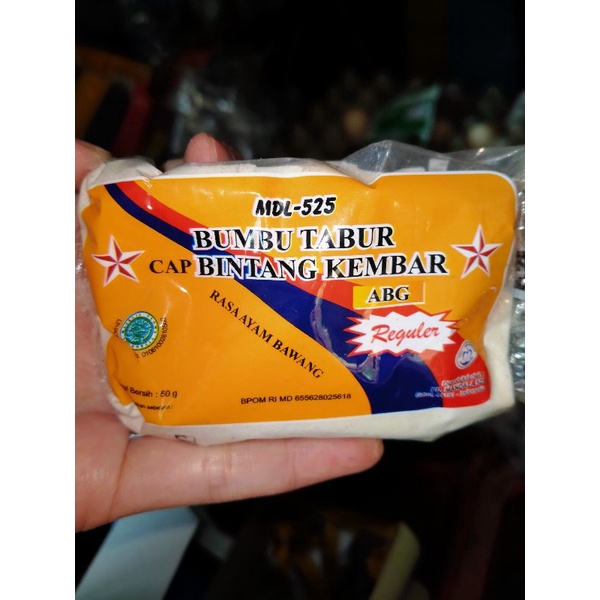 MDL-525
BUMBU TABUR
CAP BINTANG KEMBAR
ABG
RASA AYAM BAWANG
Reguler
Bersih : 50 g
BPOM RI MD 655628025618